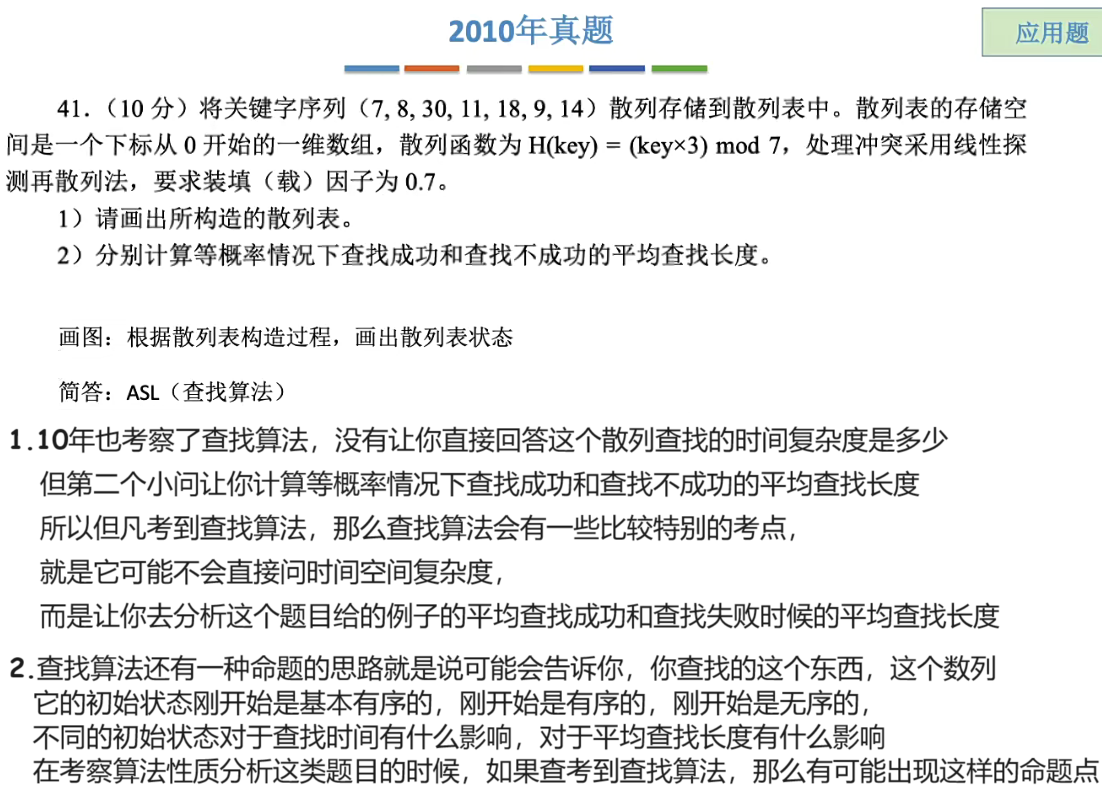 2010年真题
应用题
41.（10 分）将关键字序列（7, 8, 30, 11, 18, 9, 14）散列存储到散列表中。散列表的存储空
间是一个下标从 0 开始的一维数组，散列函数为 H(key) = (key×3) mod 7，处理冲突采用线性探
测再散列法，要求装填（载）因子为 0.7。
1）请画出所构造的散列表。
2）分别计算等概率情况下查找成功和查找不成功的平均查找长度。
画图：根据散列表构造过程，画出散列表状态
简答：ASL（查找算法）
1.10年也考察了查找算法，没有让你直接回答这个散列查找的时间复杂度是多少
但第二个小问让你计算等概率情况下查找成功和查找不成功的平均查找长度
所以但凡考到查找算法，那么查找算法会有一些比较特别的考点，
就是它可能不会直接问时间空间复杂度，
而是让你去分析这个题目给的例子的平均查找成功和查找失败时候的平均查找长度
2.查找算法还有一种命题的思路就是说可能会告诉你，你查找的这个东西，这个数列
它的初始状态刚开始是基本有序的，刚开始是有序的，刚开始是无序的，
不同的初始状态对于查找时间有什么影响，对于平均查找长度有什么影响
在考察算法性质分析这类题目的时候，如果查考到查找算法，那么有可能出现这样的命题点